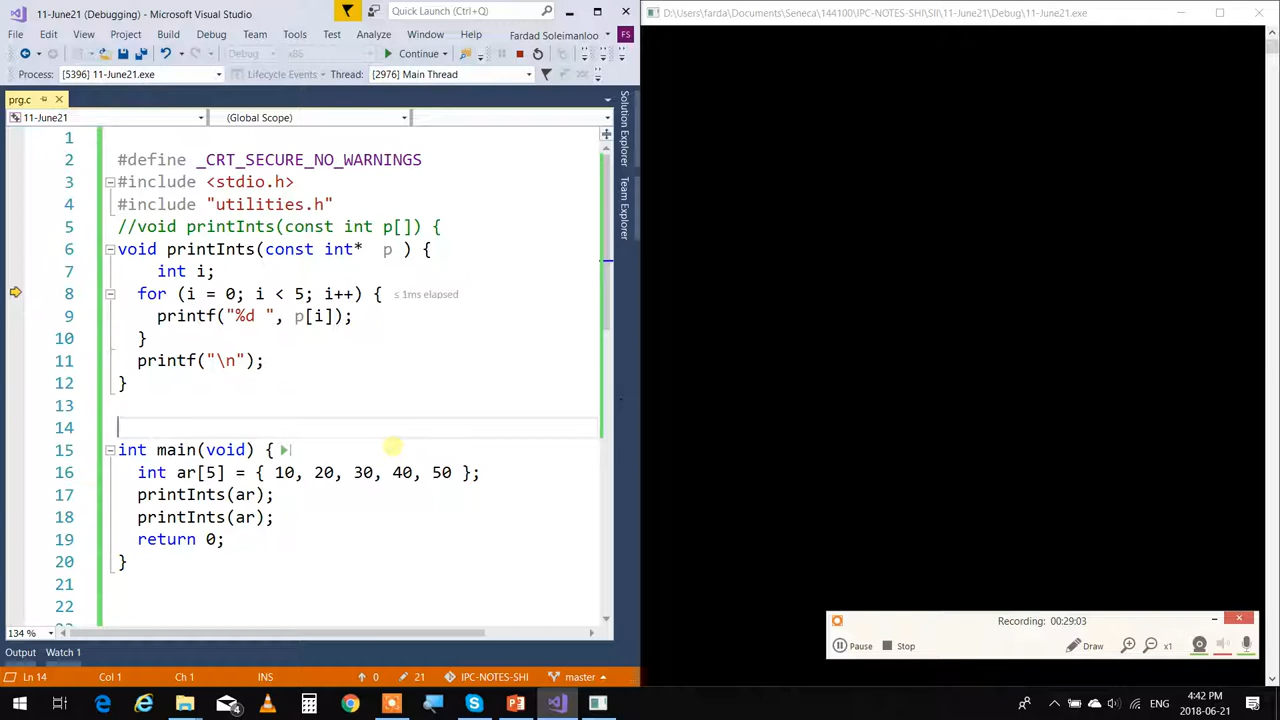 11-June21 (Debugging) - Microsoft Visual Studio
Quick Launch (Ctrl+Q)
D:\Users\farda\Documents\Seneca\144100\IPC-NOTES-SHI\SII\11-June21\Debug\11-June21.exe
File Edit View Project Build Debug Team Tools Test Analyze Window Help
Fardad Soleimanloo FS
Debug x86 Continue
Process: [5396] 11-June21.exe Lifecycle Events Thread: [2976] Main Thread
prg.c
11-June21 (Global Scope)
Solution Explorer
Team Explorer
1
2 #define _CRT_SECURE_NO_WARNINGS
3 #include <stdio.h>
4 #include "utilities.h"
5 //void printInts(const int p[]) {
6 void printInts(const int*  p ) {
7 int i;
8 for (i = 0; i < 5; i++) { ≤ 1ms elapsed
9 printf("%d ", p[i]);
10 }
11 printf("\n");
12 }
13
14
15 int main(void) {
16 int ar[5] = { 10, 20, 30, 40, 50 };
17 printInts(ar);
18 printInts(ar);
19 return 0;
20 }
21
22
134 %
Recording: 00:29:03
Pause Stop Draw x1
Output Watch 1
Ln 14 Col 1 Ch 1 INS 0 21 IPC-NOTES-SHI master
ENG
4:42 PM
2018-06-21